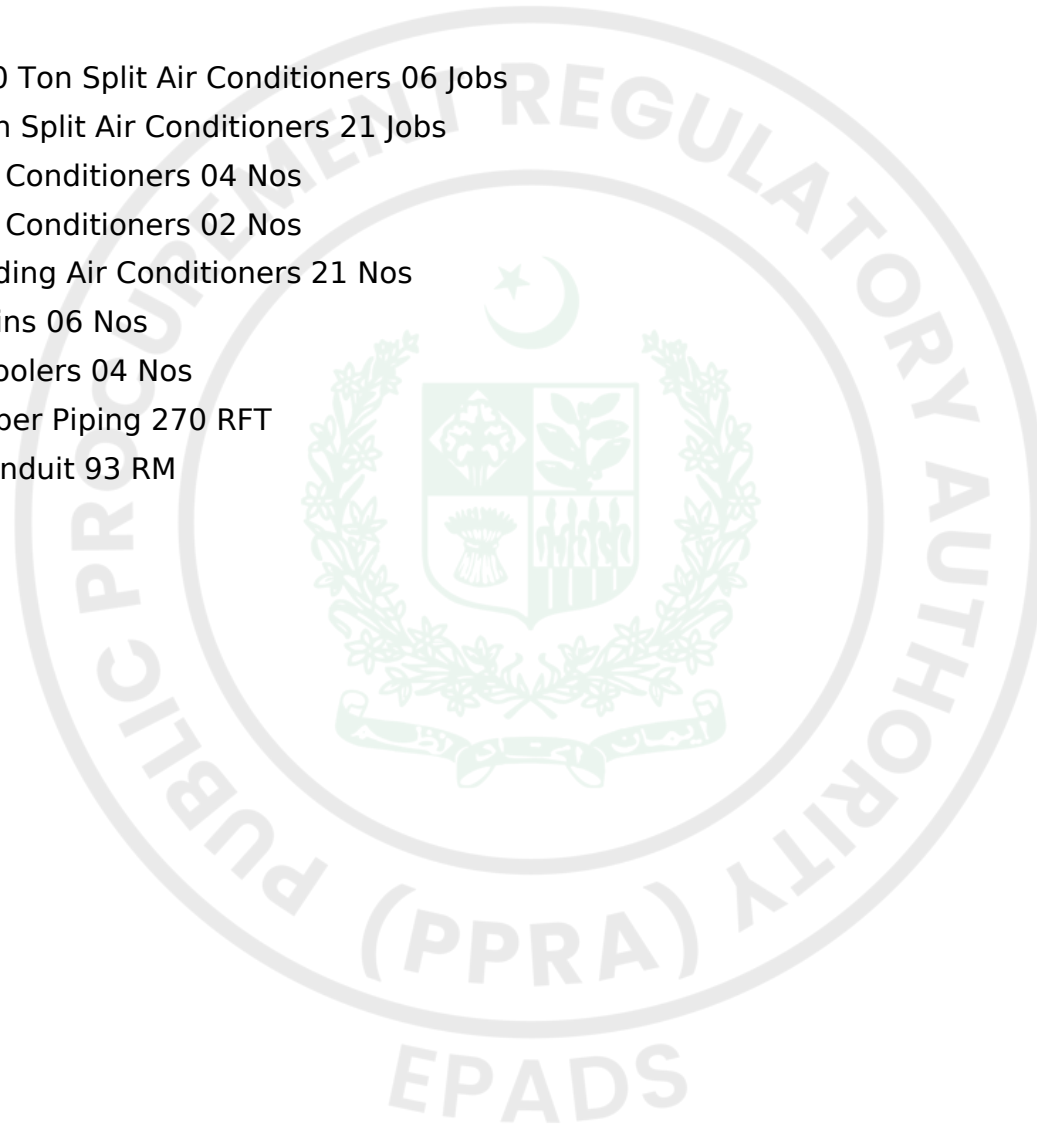 0 Ton Split Air Conditioners 06 Jobs
n Split Air Conditioners 21 Jobs
Conditioners 04 Nos
Conditioners 02 Nos
ding Air Conditioners 21 Nos
ins 06 Nos
oolers 04 Nos
per Piping 270 RFT
nduit 93 RM
PUBLIC PROCUREMENT REGULATORY AUTHORITY
(PPRA)
EPADS